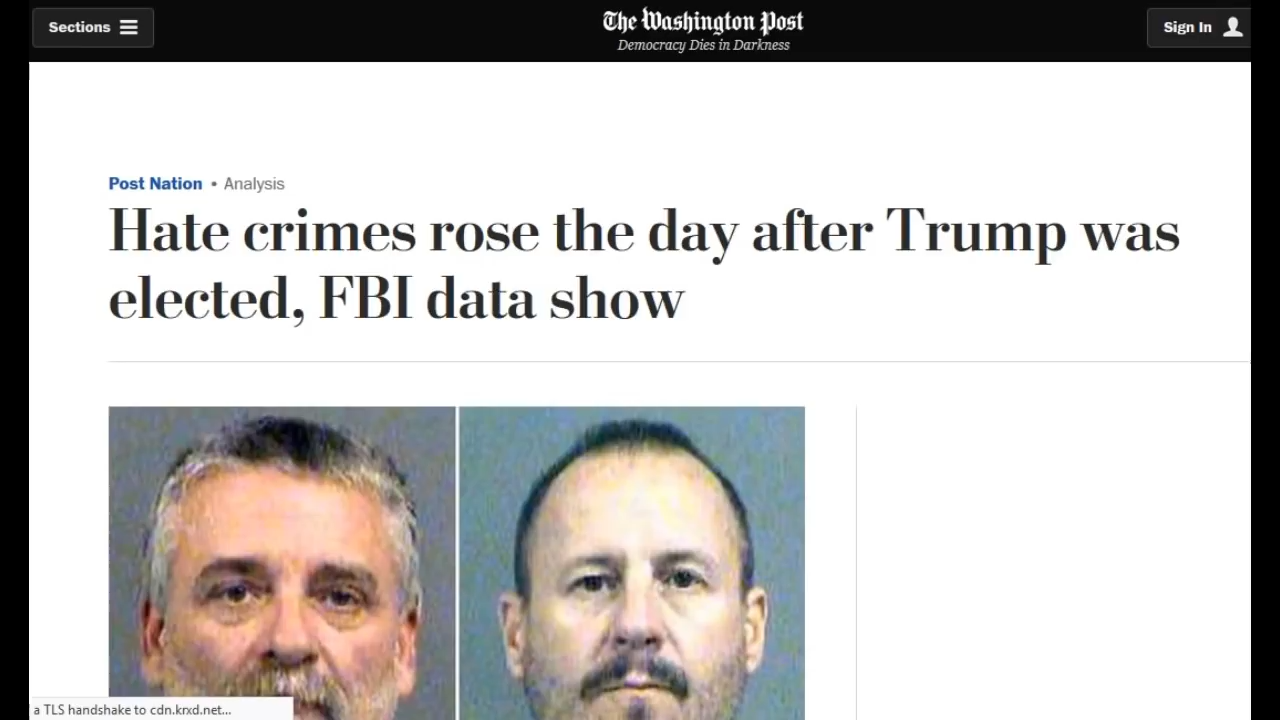 Sections
The Washington Post
Democracy Dies in Darkness
Sign In
Post Nation • Analysis
Hate crimes rose the day after Trump was
elected, FBI data show
a TLS handshake to cdn.krxd.net...